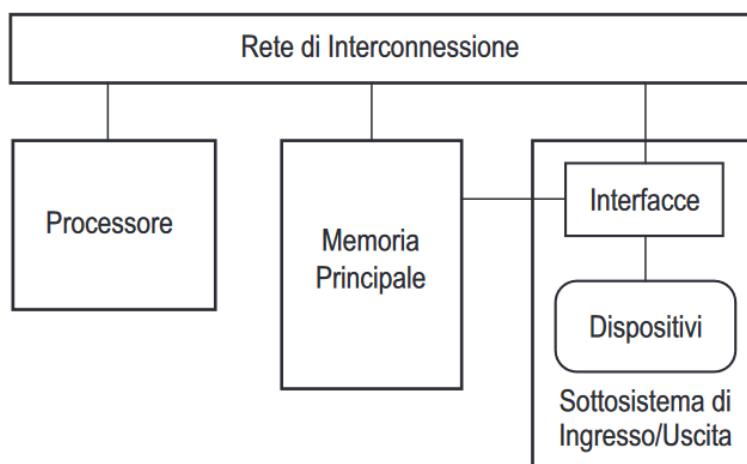 Rete di Interconnessione
Processore
Memoria
Principale
Interfacce
Dispositivi
Sottosistema di
Ingresso/Uscita